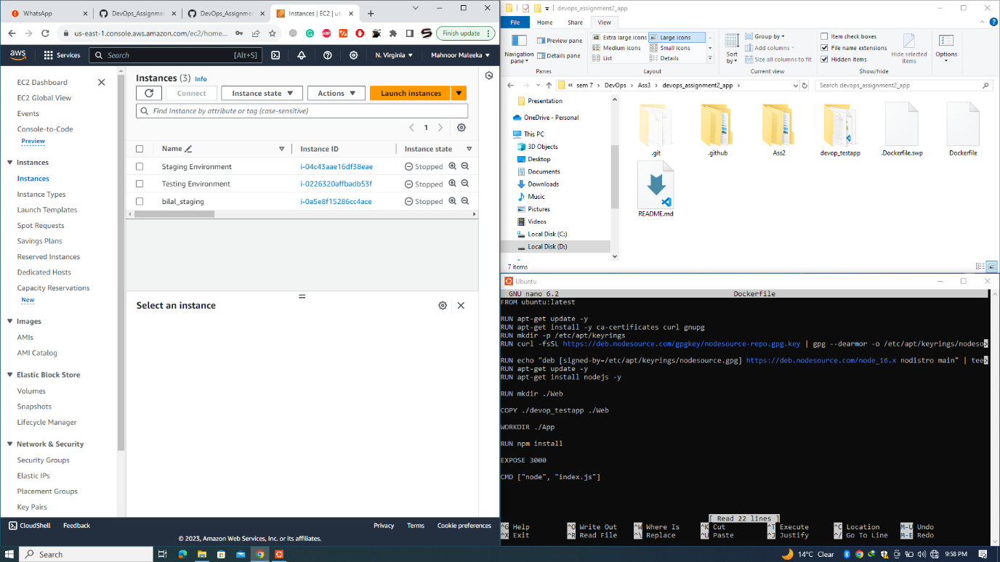 WhatsApp
DevOps_Assignm
DevOps_Assignm
Instances | EC2 | us
us-east-1.console.aws.amazon.com/ec2/home...
Finish update
aws
Services
Search
[Alt+S]
N. Virginia
Mahnoor Maleeka
EC2 Dashboard
EC2 Global View
Events
Console-to-Code
Preview
Instances
Instances
Instance Types
Launch Templates
Spot Requests
Savings Plans
Reserved Instances
Dedicated Hosts
Capacity Reservations
New
Images
AMIs
AMI Catalog
Elastic Block Store
Volumes
Snapshots
Lifecycle Manager
Network & Security
Security Groups
Elastic IPs
Placement Groups
Key Pairs
Instances (3) Info
Connect
Instance state
Actions
Launch instances
Find Instance by attribute or tag (case-sensitive)
1
Name
Instance ID
Instance state
Staging Environment
i-04c43aae16df38eae
Stopped
Testing Environment
i-0226320affbadb53f
Stopped
bilal_staging
i-0a5e8f15286cc4ace
Stopped
Select an instance
CloudShell
Feedback
Privacy
Terms
Cookie preferences
© 2023, Amazon Web Services, Inc. or its affiliates.
devops_assignment2_app
File
Home
Share
View
Navigation pane
Preview pane
Details pane
Panes
Extra large icons
Large icons
Medium icons
Small icons
List
Details
Layout
Sort by
Group by
Add columns
Size all columns to fit
Current view
Item check boxes
File name extensions
Hidden items
Hide selected items
Show/hide
Options
« sem 7 > DevOps > Ass3 > devops_assignment2_app >
Search devops_assignment2_app
Presentation
OneDrive - Personal
This PC
3D Objects
Desktop
Documents
Downloads
Music
Pictures
Videos
Local Disk (C:)
Local Disk (D:)
.git
.github
Ass2
devop_testapp
.Dockerfile.swp
Dockerfile
README.md
7 items
Ubuntu
GNU nano 6.2
Dockerfile
FROM ubuntu:latest
RUN apt-get update -y
RUN apt-get install -y ca-certificates curl gnupg
RUN mkdir -p /etc/apt/keyrings
RUN curl -fsSL https://deb.nodesource.com/gpgkey/nodesource-repo.gpg.key | gpg --dearmor -o /etc/apt/keyrings/nodeso>
RUN echo "deb [signed-by=/etc/apt/keyrings/nodesource.gpg] https://deb.nodesource.com/node_16.x nodistro main" | tee>
RUN apt-get update -y
RUN apt-get install nodejs -y
RUN mkdir ./Web
COPY ./devop_testapp ./Web
WORKDIR ./App
RUN npm install
EXPOSE 3000
CMD ["node", "index.js"]
[ Read 22 lines ]
^G Help ^O Write Out ^W Where Is ^K Cut ^T Execute ^C Location M-U Undo
^X Exit ^R Read File ^\ Replace ^U Paste ^J Justify ^/ Go To Line M-E Redo
Search
14°C Clear
9:58 PM